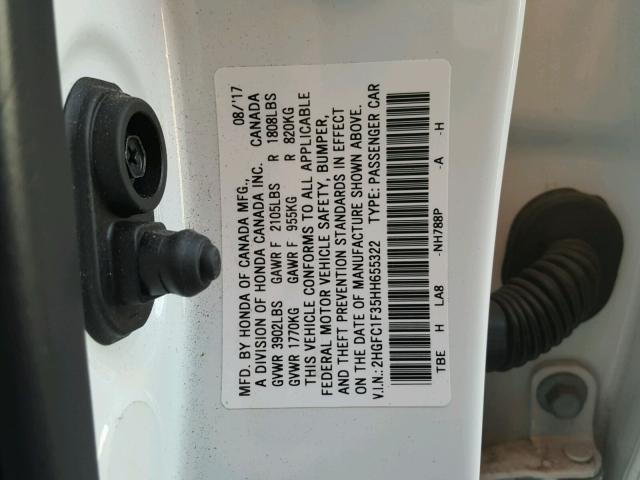 MFD. BY HONDA OF CANADA MFG., 08/'17
A DIVISION OF HONDA CANADA INC. CANADA
GVWR 3902LBS GAWR F 2105LBS R 1808LBS
GVWR 1770KG GAWR F 955KG R 820KG
THIS VEHICLE CONFORMS TO ALL APPLICABLE
FEDERAL MOTOR VEHICLE SAFETY, BUMPER,
AND THEFT PREVENTION STANDARDS IN EFFECT
ON THE DATE OF MANUFACTURE SHOWN ABOVE.
V.I.N.: 2HGFC1F35HH655322 TYPE: PASSENGER CAR
TBE H LA8 -NH788P -A -H